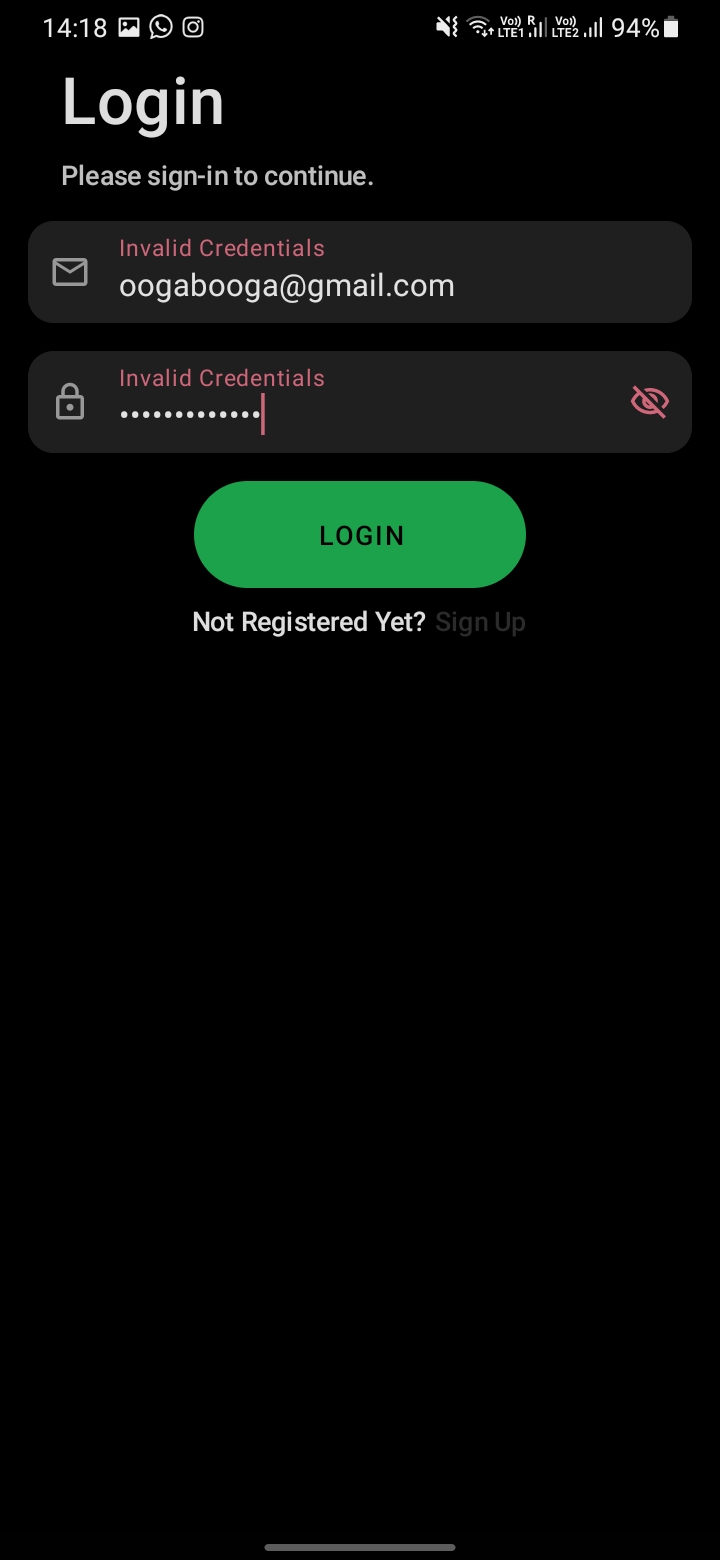 14:18 Vo)) LTE1 R Vo)) LTE2 94%
Login
Please sign-in to continue.
Invalid Credentials
oogabooga@gmail.com
Invalid Credentials
•••••••••••••
LOGIN
Not Registered Yet? Sign Up